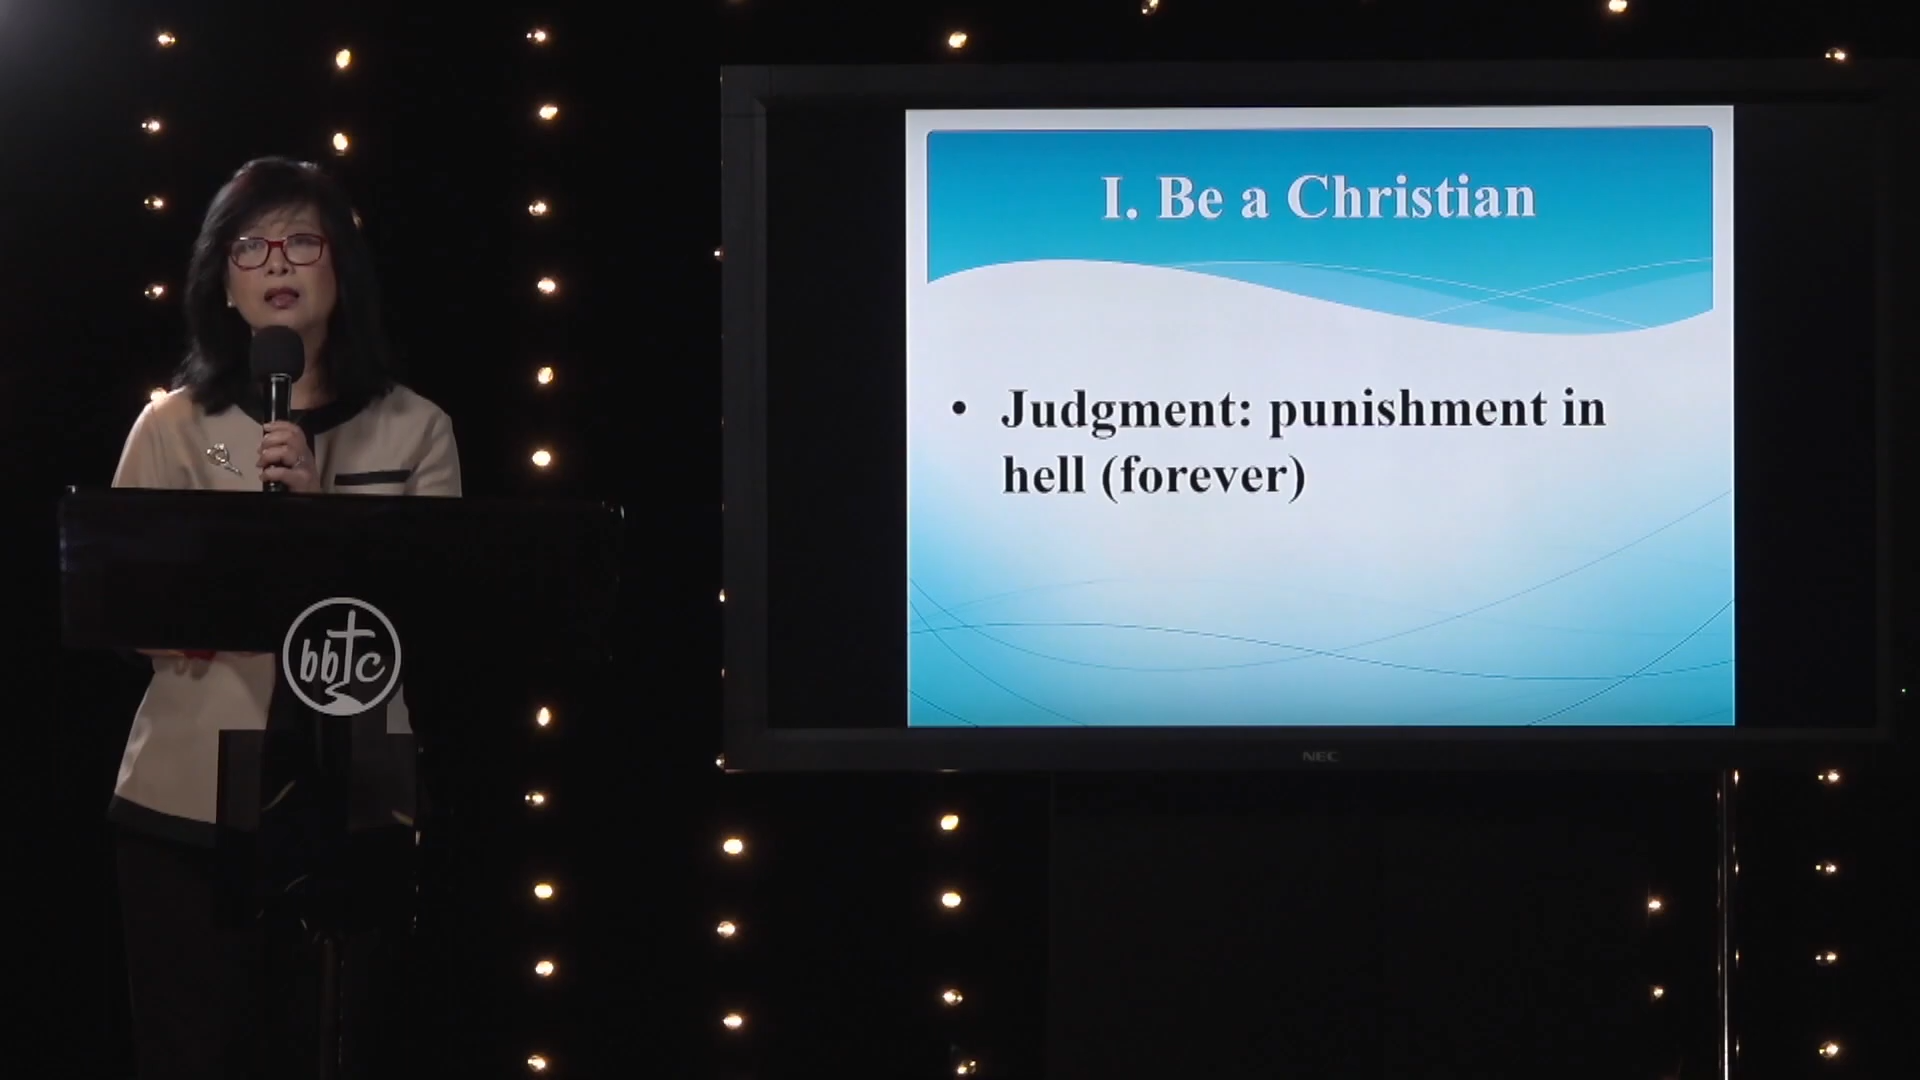 I. Be a Christian
• Judgment: punishment in
hell (forever)
bbtc
NEC